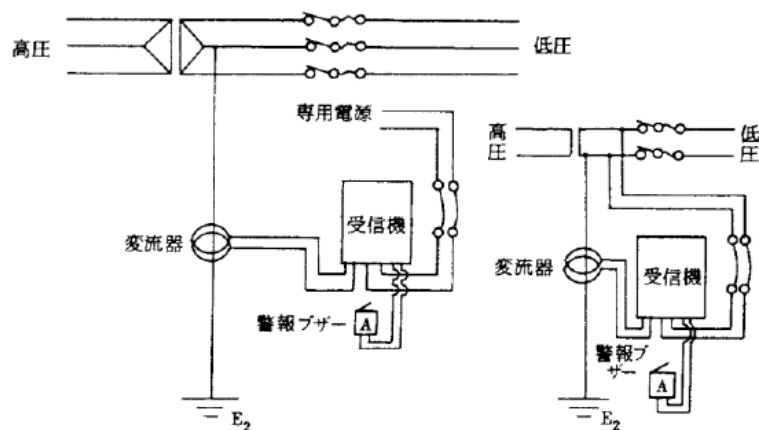 高圧
低圧
専用電源
受信機
変流器
警報ブザー
A
E₂
高
圧
低
圧
変流器
受信機
警報ブ
ザー
A
E₂